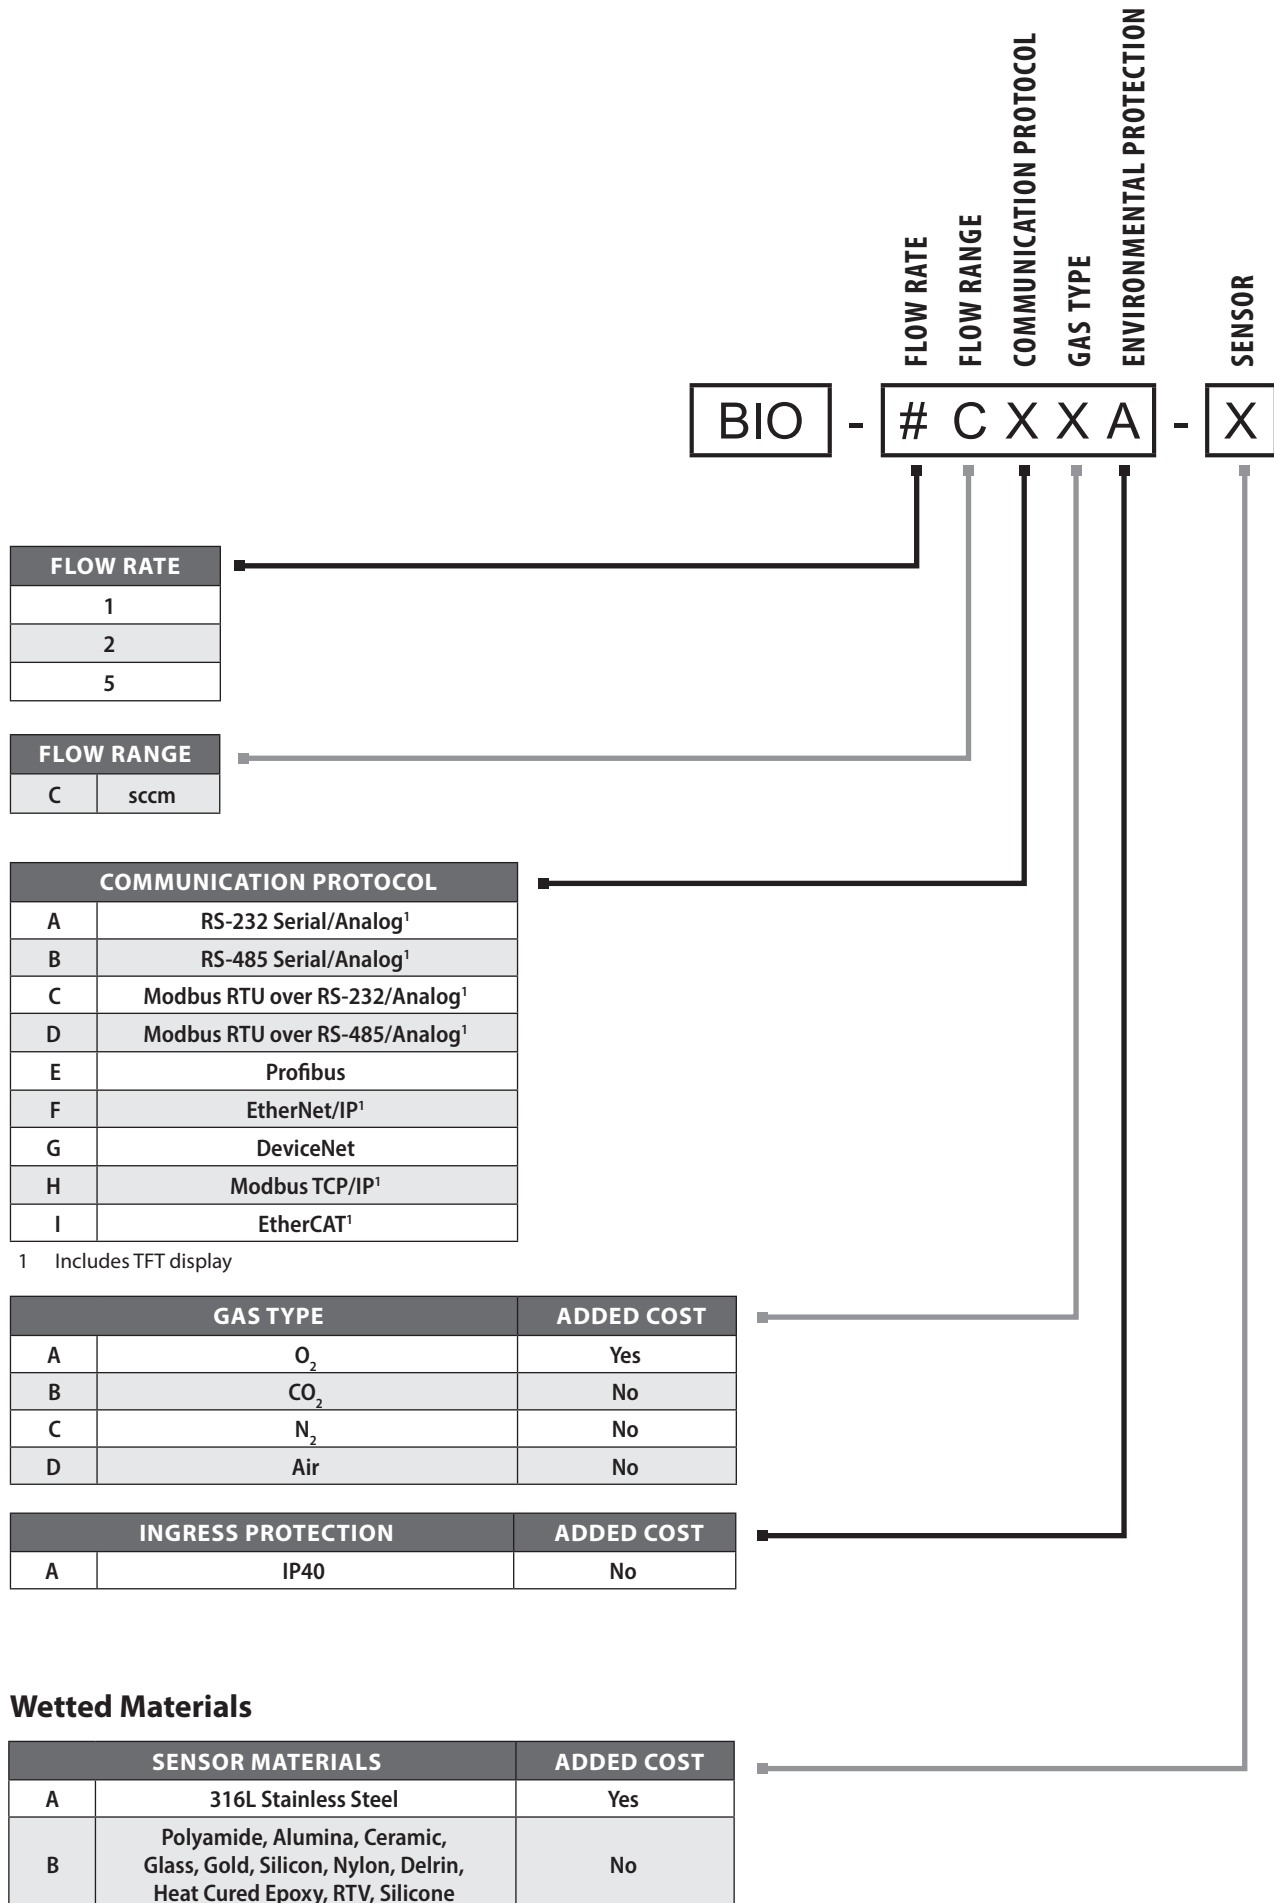 FLOW RATE
FLOW RANGE
COMMUNICATION PROTOCOL
GAS TYPE
ENVIRONMENTAL PROTECTION
SENSOR
BIO - # C X X A - X
FLOW RATE
1
2
5
FLOW RANGE
C sccm
COMMUNICATION PROTOCOL
A RS-232 Serial/Analog¹
B RS-485 Serial/Analog¹
C Modbus RTU over RS-232/Analog¹
D Modbus RTU over RS-485/Analog¹
E Profibus
F EtherNet/IP¹
G DeviceNet
H Modbus TCP/IP¹
I EtherCAT¹
1 Includes TFT display
GAS TYPE ADDED COST
A O₂ Yes
B CO₂ No
C N₂ No
D Air No
INGRESS PROTECTION ADDED COST
A IP40 No
Wetted Materials
SENSOR MATERIALS ADDED COST
A 316L Stainless Steel Yes
Polyamide, Alumina, Ceramic,
B Glass, Gold, Silicon, Nylon, Delrin, No
Heat Cured Epoxy, RTV, Silicone